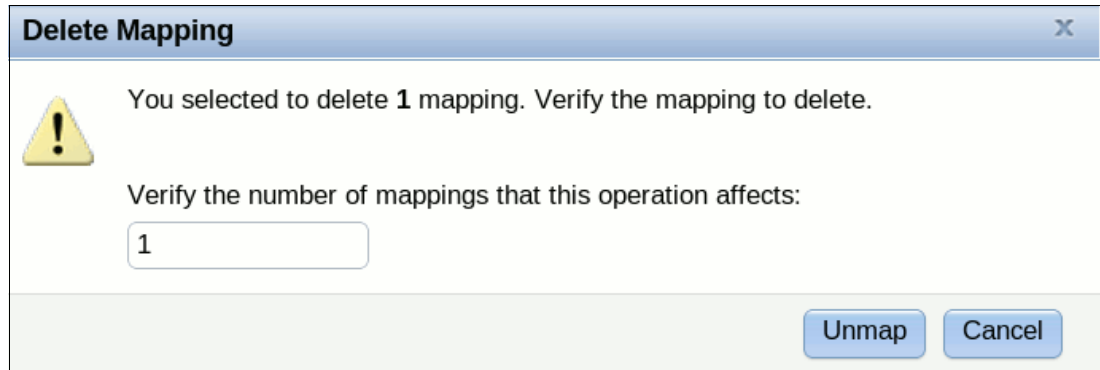 Delete Mapping
You selected to delete 1 mapping. Verify the mapping to delete.
Verify the number of mappings that this operation affects:
1
Unmap Cancel